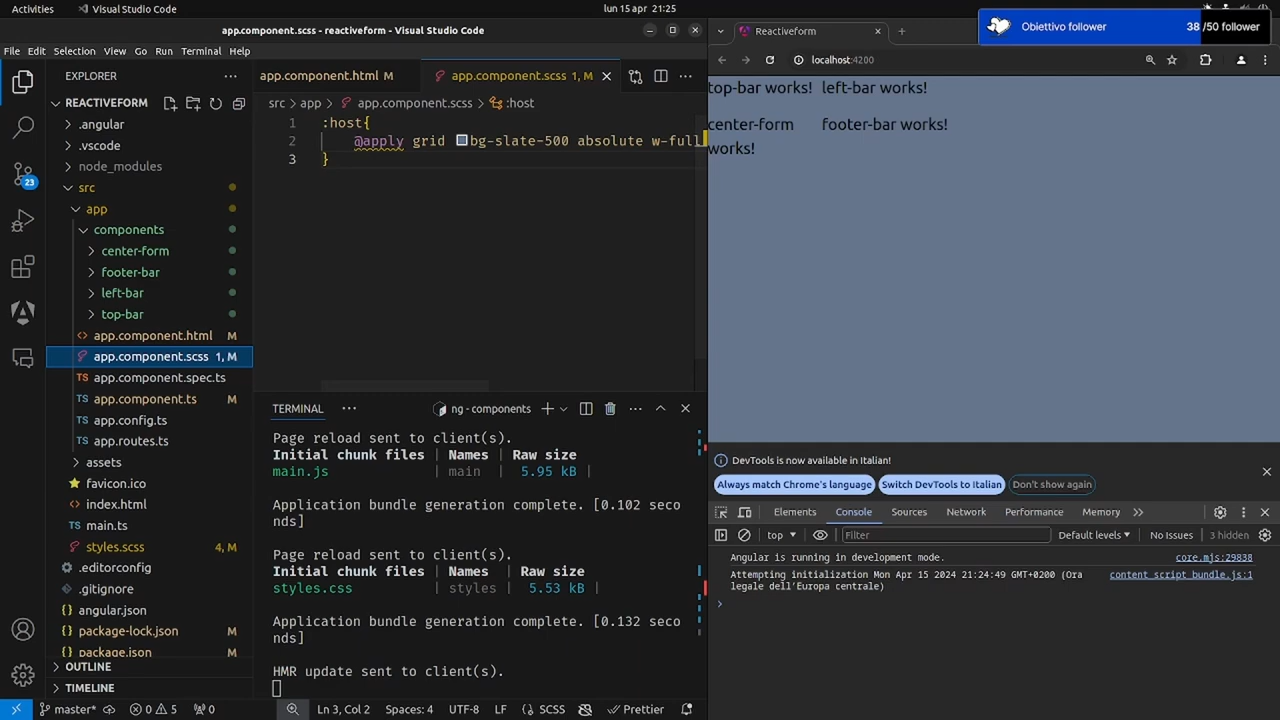 Activities
Visual Studio Code
lun 15 apr 21:25
app.component.scss - reactiveform - Visual Studio Code
File Edit Selection View Go Run Terminal Help
EXPLORER
REACTIVEFORM
.angular
.vscode
node_modules
src
app
components
center-form
footer-bar
left-bar
top-bar
app.component.html M
app.component.scss 1, M
app.component.spec.ts
app.component.ts M
app.config.ts
app.routes.ts
assets
favicon.ico
index.html
main.ts
styles.scss 4, M
.editorconfig
.gitignore
angular.json
package-lock.json M
package.json M
OUTLINE
TIMELINE
23
app.component.html M
app.component.scss 1, M
src > app > app.component.scss > :host
1 :host{
2 @apply grid bg-slate-500 absolute w-full
3 }
TERMINAL
ng - components
Page reload sent to client(s).
Initial chunk files | Names | Raw size
main.js | main | 5.95 kB |
Application bundle generation complete. [0.102 seco
nds]
Page reload sent to client(s).
Initial chunk files | Names | Raw size
styles.css | styles | 5.53 kB |
Application bundle generation complete. [0.132 seco
nds]
HMR update sent to client(s).
master* 0 5 0 Ln 3, Col 2 Spaces: 4 UTF-8 LF SCSS Prettier
Reactiveform
Obiettivo follower 38 /50 follower
localhost:4200
top-bar works! left-bar works!
center-form footer-bar works!
works!
DevTools is now available in Italian!
Always match Chrome's language Switch DevTools to Italian Don't show again
Elements Console Sources Network Performance Memory
top Filter Default levels No Issues 3 hidden
Angular is running in development mode. core.mjs:29838
Attempting initialization Mon Apr 15 2024 21:24:49 GMT+0200 (Ora content script bundle.js:1
legale dell'Europa centrale)